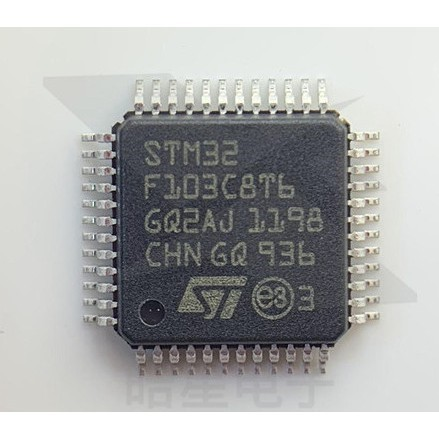 STM32
F103C8T6
GQ2AJ 1198
CHN GQ 936
ST e3 3